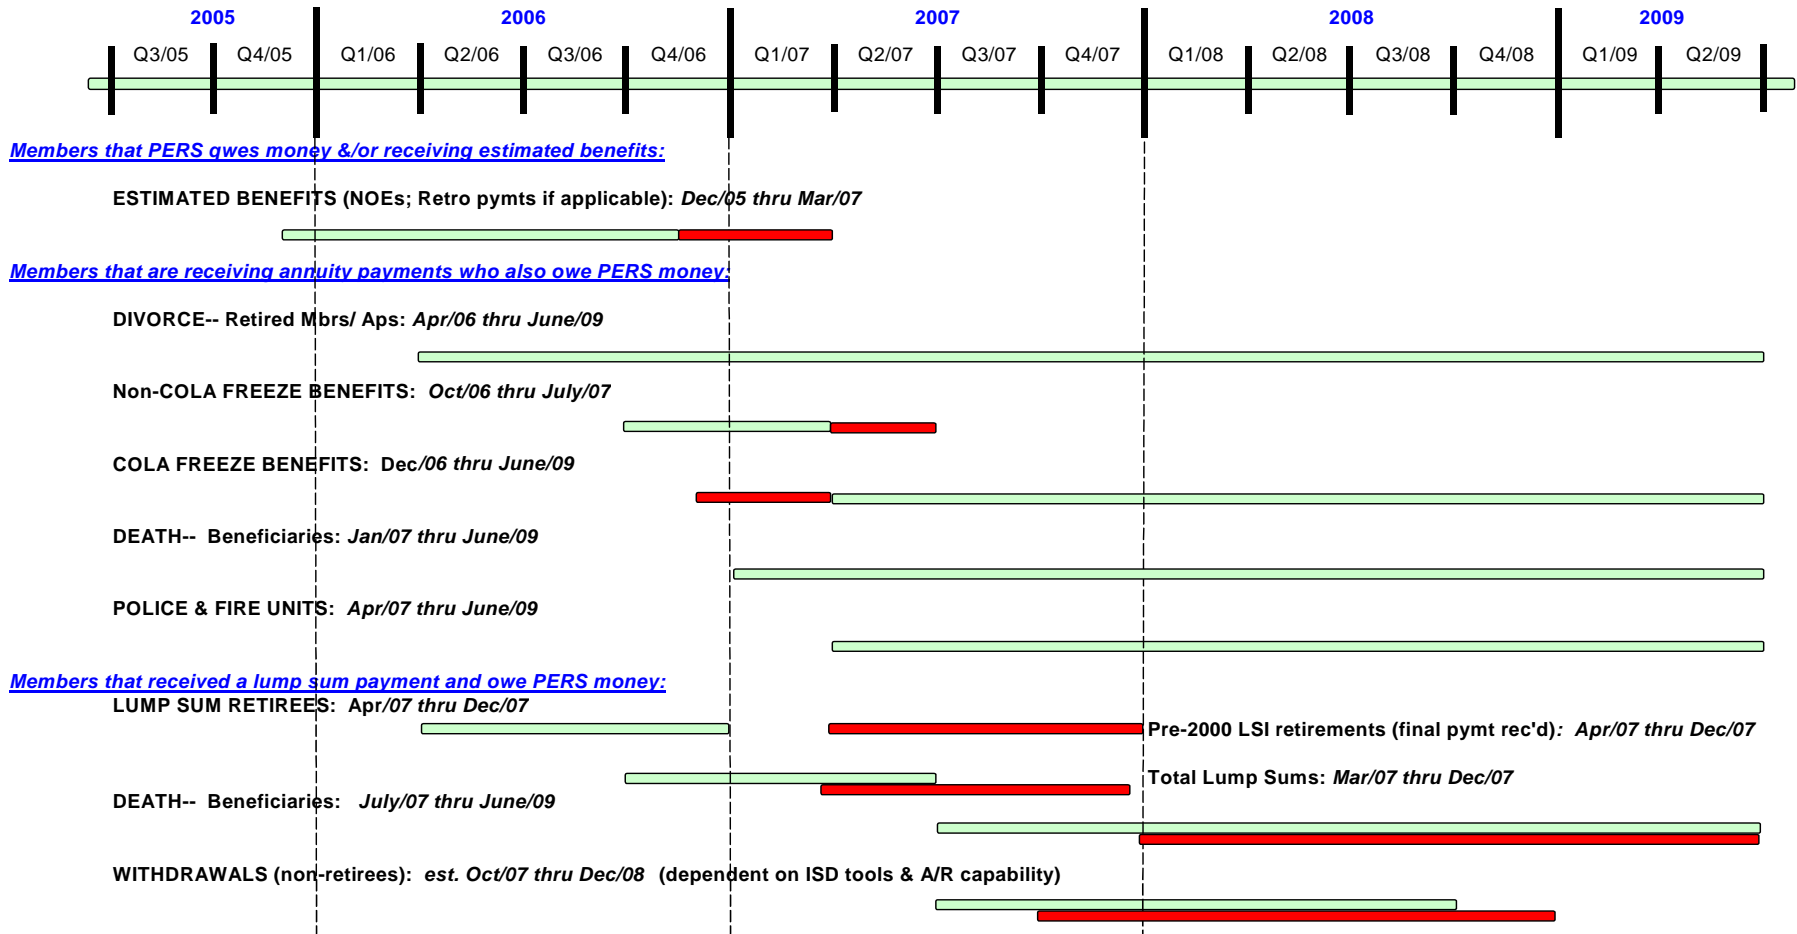 2005 2006 2007 2008 2009
Q3/05 Q4/05 Q1/06 Q2/06 Q3/06 Q4/06 Q1/07 Q2/07 Q3/07 Q4/07 Q1/08 Q2/08 Q3/08 Q4/08 Q1/09 Q2/09
Members that PERS qwes money &/or receiving estimated benefits:
ESTIMATED BENEFITS (NOEs; Retro pymts if applicable): Dec/05 thru Mar/07
Members that are receiving annuity payments who also owe PERS money:
DIVORCE-- Retired Mbrs/ Aps: Apr/06 thru June/09
Non-COLA FREEZE BENEFITS: Oct/06 thru July/07
COLA FREEZE BENEFITS: Dec/06 thru June/09
DEATH-- Beneficiaries: Jan/07 thru June/09
POLICE & FIRE UNITS: Apr/07 thru June/09
Members that received a lump sum payment and owe PERS money:
LUMP SUM RETIREES: Apr/07 thru Dec/07
Pre-2000 LSI retirements (final pymt rec'd): Apr/07 thru Dec/07
Total Lump Sums: Mar/07 thru Dec/07
DEATH-- Beneficiaries: July/07 thru June/09
WITHDRAWALS (non-retirees): est. Oct/07 thru Dec/08 (dependent on ISD tools & A/R capability)